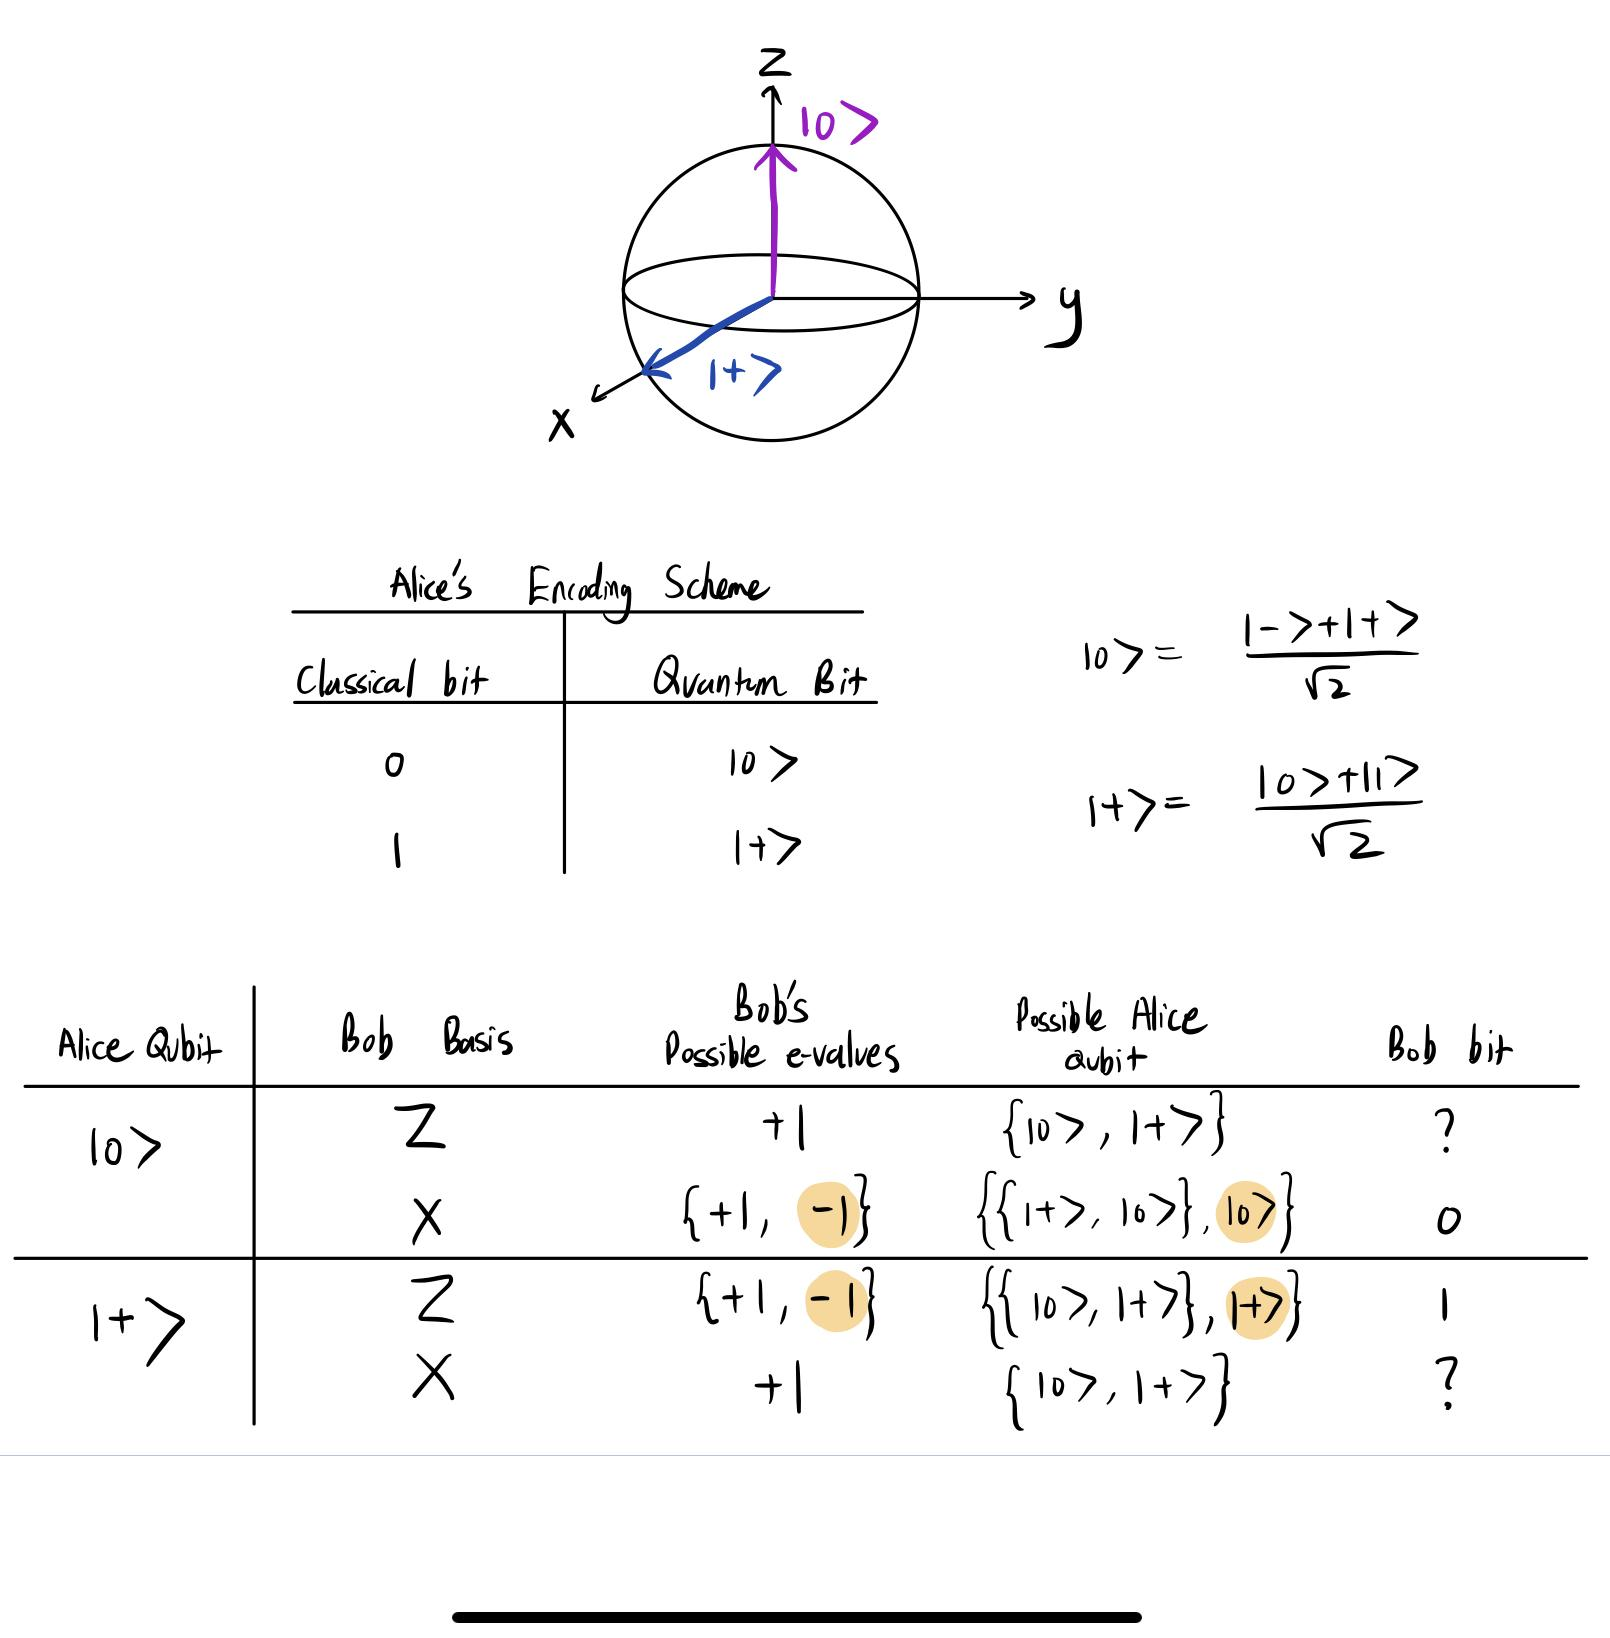 Z
|0>
y
|+>
x
Alice's Encoding Scheme
Classical bit Quantum Bit
0 |0>
1 |+>
|0> = |->+|+> / √2
|+> = |0>+|1> / √2
Alice Qubit Bob Basis Bob's Possible e-values Possible Alice qubit Bob bit
|0> Z +1 {|0>, |+>} ?
X {+1, -1} {{|+>, |0>}, |0>} 0
|+> Z {+1, -1} {{|0>, |+>}, |+>} 1
X +1 {|0>, |+>} ?